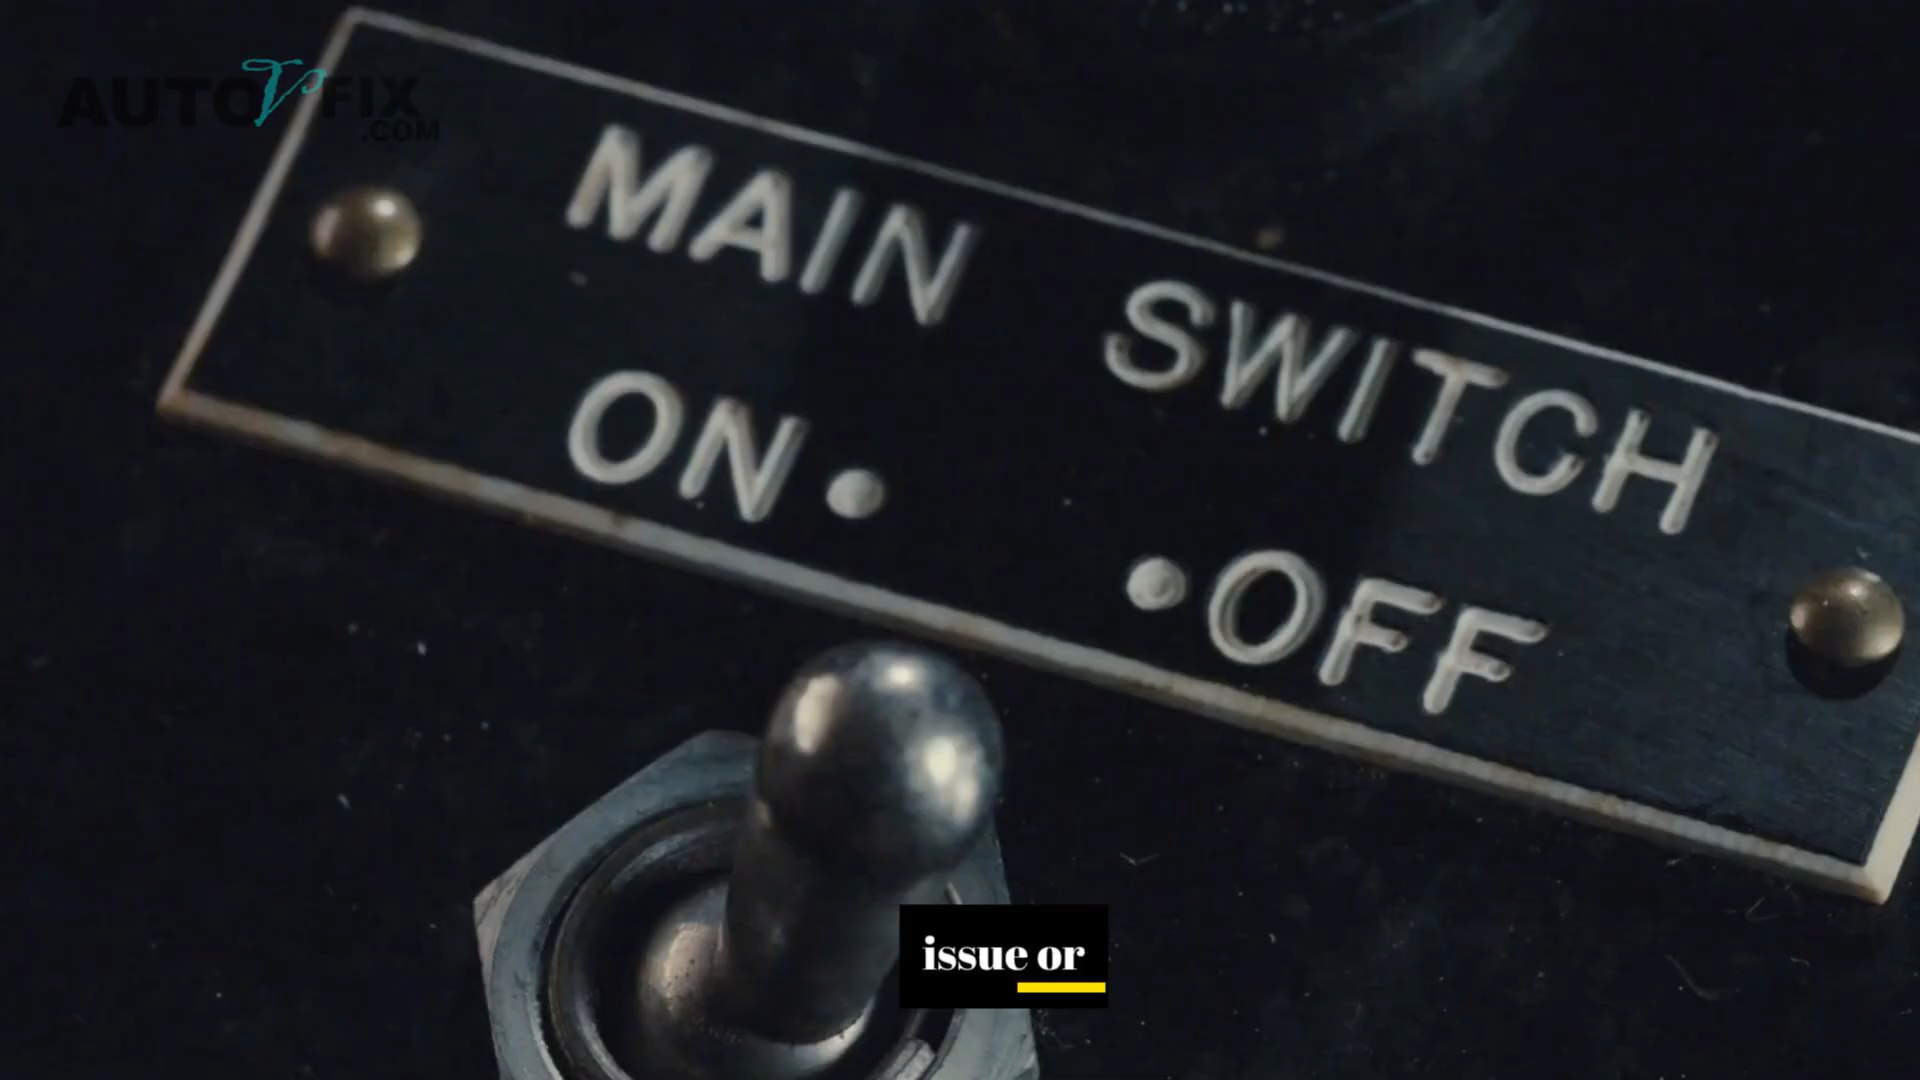 AUTOVFIX
.COM
MAIN SWITCH
ON• •OFF
issue or